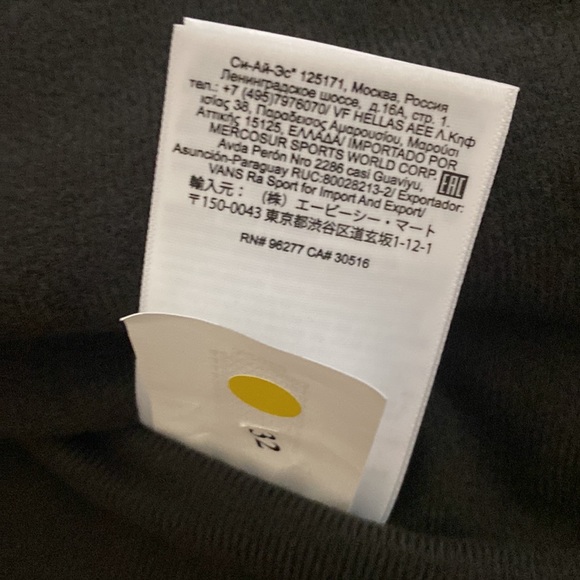 Си-Ай-Эс" 125171, Москва, Россия
Ленинградское шоссе, д.16А, стр. 1.
тел.: +7 (495)7976070/ VF HELLAS AEE Λ.Κηφ
ισίας 38, Παράδεισος Αμαρουσίου, Μαρούσι
Αττικής 15125, ΕΛΛΑΔΑ/ IMPORTADO POR
MERCOSUR SPORTS WORLD CORP.
Avda Perón Nro 2286 casi Guaviyu,
Asunción-Paraguay RUC:80028213-2/ Exportador:
VANS Ra Sport for Import And Export/
EAC
輸入元： （株）エービーシー・マート
〒150-0043 東京都渋谷区道玄坂1-12-1
RN# 96277 CA# 30516
32